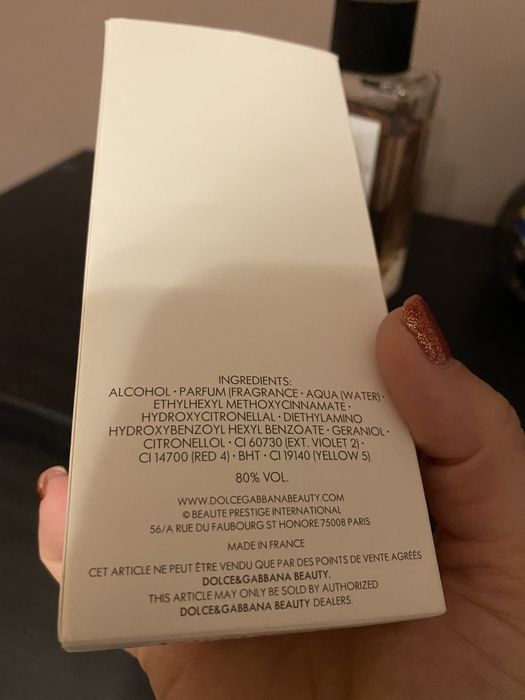 INGREDIENTS:
ALCOHOL • PARFUM (FRAGRANCE • AQUA (WATER) •
ETHYLHEXYL METHOXYCINNAMATE •
HYDROXYCITRONELLAL • DIETHYLAMINO
HYDROXYBENZOYL HEXYL BENZOATE • GERANIOL •
CITRONELLOL • CI 60730 (EXT. VIOLET 2) •
CI 14700 (RED 4) • BHT • CI 19140 (YELLOW 5)
80% VOL.
WWW.DOLCEGABBANABEAUTY.COM
© BEAUTE PRESTIGE INTERNATIONAL
56/A RUE DU FAUBOURG ST HONORE 75008 PARIS
MADE IN FRANCE
CET ARTICLE NE PEUT ÊTRE VENDU QUE PAR DES POINTS DE VENTE AGRÉÉS
DOLCE&GABBANA BEAUTY.
THIS ARTICLE MAY ONLY BE SOLD BY AUTHORIZED
DOLCE&GABBANA BEAUTY DEALERS.